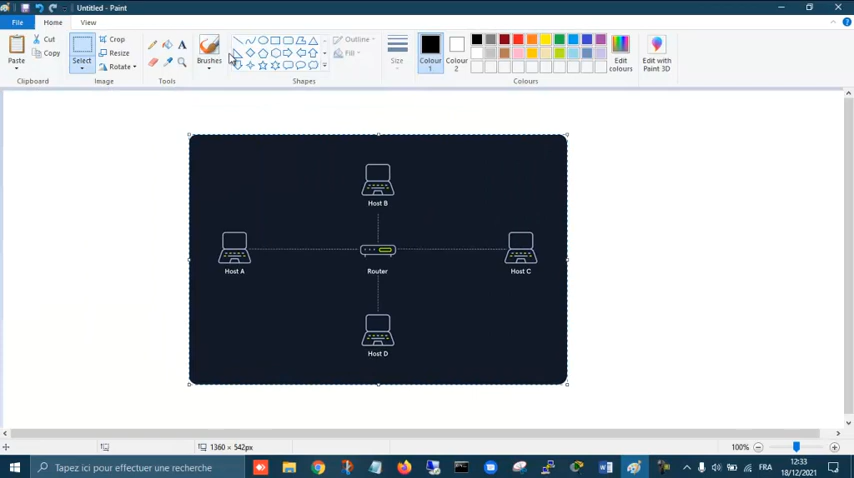 Untitled - Paint
File
Home
View
Paste
Cut
Copy
Clipboard
Select
Crop
Resize
Rotate
Image
A
Tools
Brushes
Outline
Fill
Shapes
Size
Colour 1
Colour 2
Colours
Edit colours
Edit with Paint 3D
Host B
Host A
Router
Host C
Host D
1360 × 542px
100%
Tapez ici pour effectuer une recherche
FRA
12:33
18/12/2021